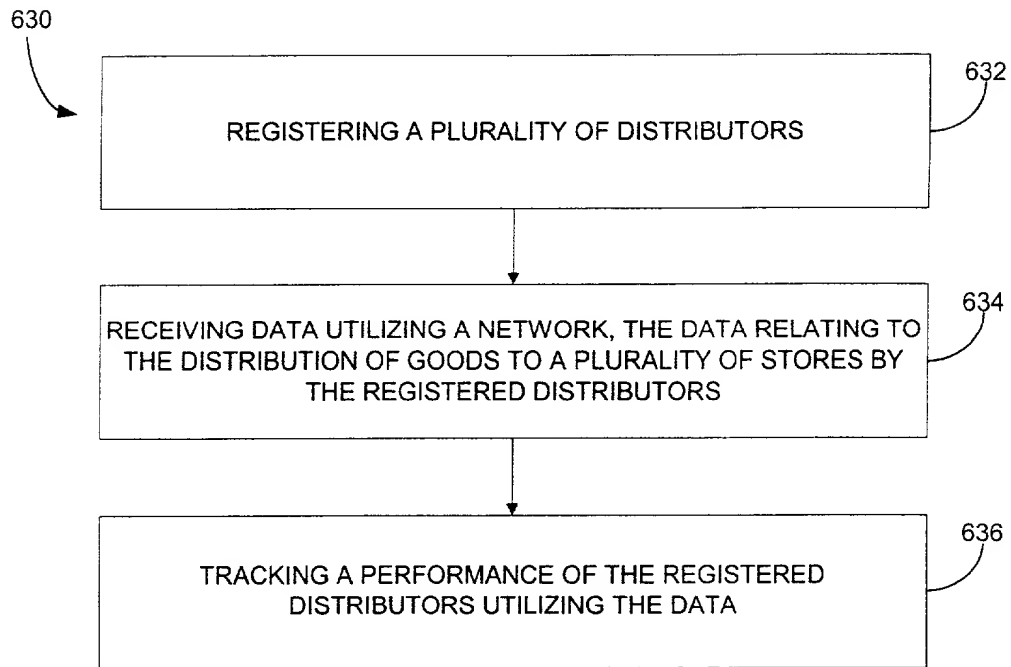 630
632
REGISTERING A PLURALITY OF DISTRIBUTORS
634
RECEIVING DATA UTILIZING A NETWORK, THE DATA RELATING TO
THE DISTRIBUTION OF GOODS TO A PLURALITY OF STORES BY
THE REGISTERED DISTRIBUTORS
636
TRACKING A PERFORMANCE OF THE REGISTERED
DISTRIBUTORS UTILIZING THE DATA